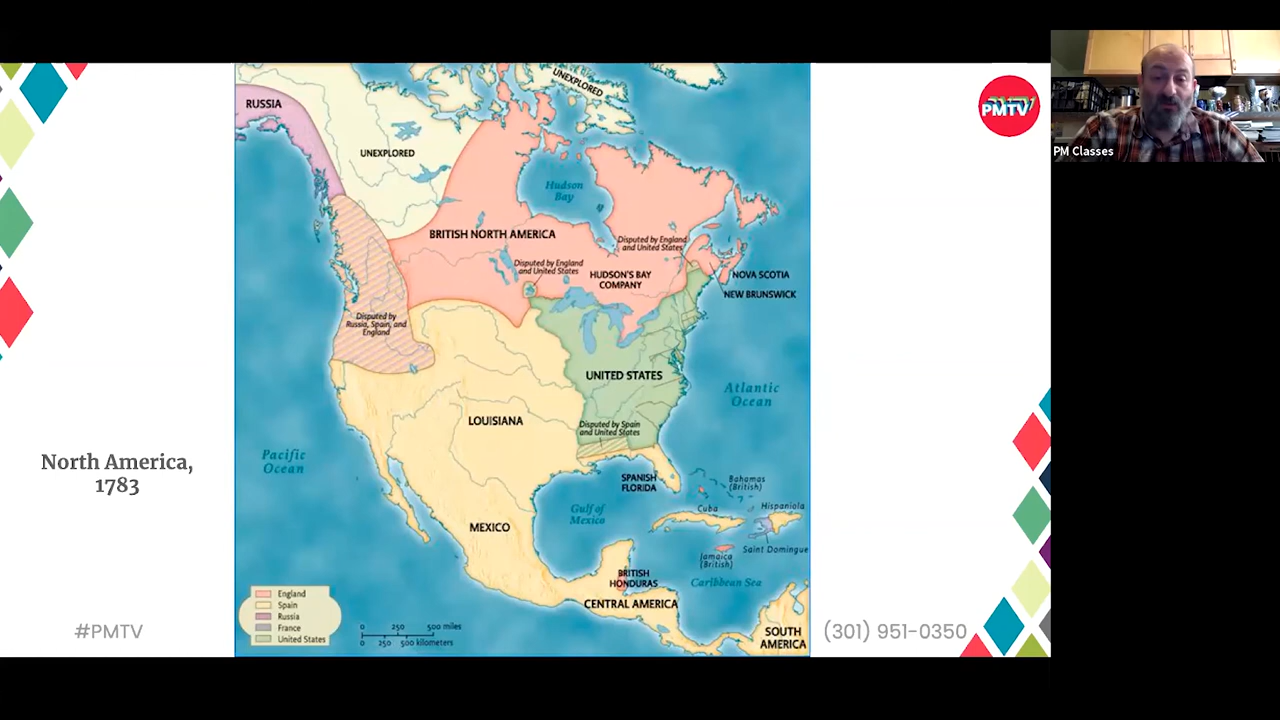 PMTV
PM Classes
UNEXPLORED
RUSSIA
UNEXPLORED
Hudson
Bay
BRITISH NORTH AMERICA
Disputed by England
and United States
Disputed by England
and United States
HUDSON'S BAY
COMPANY
NOVA SCOTIA
NEW BRUNSWICK
Disputed by
Russia, Spain, and
England
UNITED STATES
Atlantic
Ocean
LOUISIANA
Disputed by Spain
and United States
Pacific
Ocean
North America,
1783
SPANISH
FLORIDA
Bahamas
(British)
Gulf of
Mexico
Cuba
Hispaniola
MEXICO
Saint Domingue
Jamaica
(British)
BRITISH
HONDURAS
Caribbean Sea
CENTRAL AMERICA
England
Spain
Russia
France
United States
0 250 500 miles
0 250 500 kilometers
SOUTH
AMERICA
#PMTV
(301) 951-0350